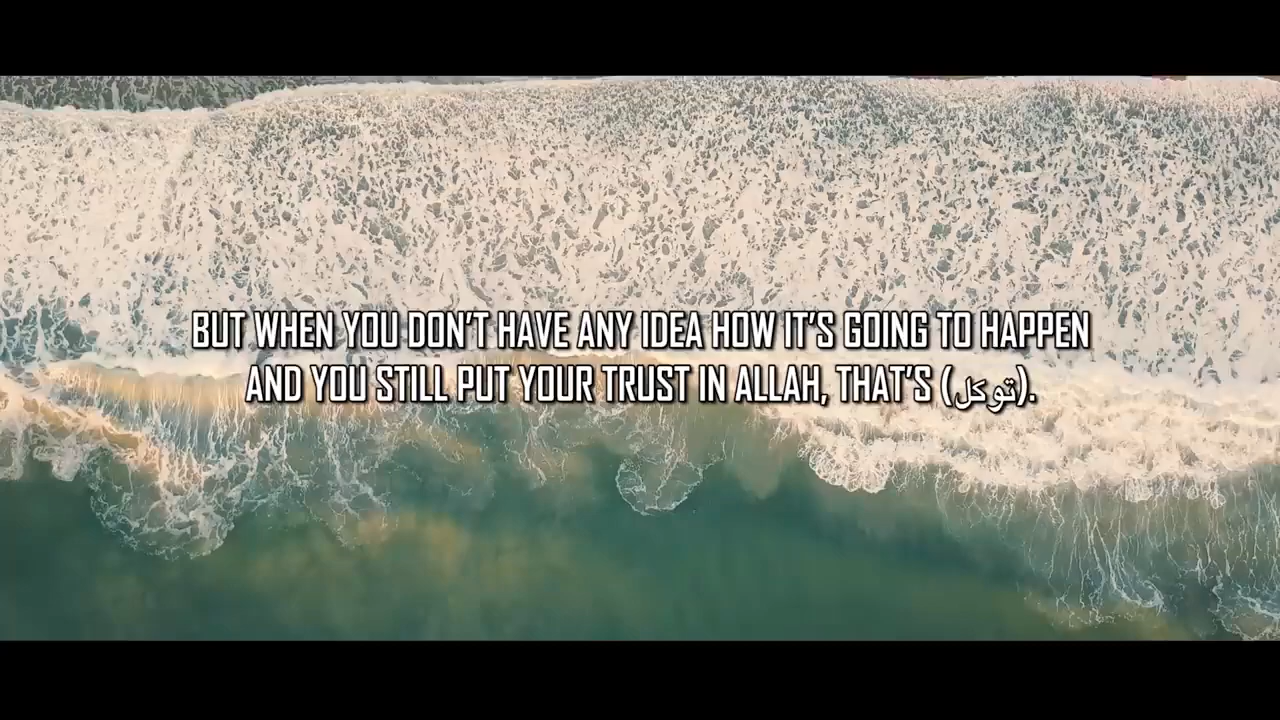 BUT WHEN YOU DON'T HAVE ANY IDEA HOW IT'S GOING TO HAPPEN
AND YOU STILL PUT YOUR TRUST IN ALLAH, THAT'S (توكل).